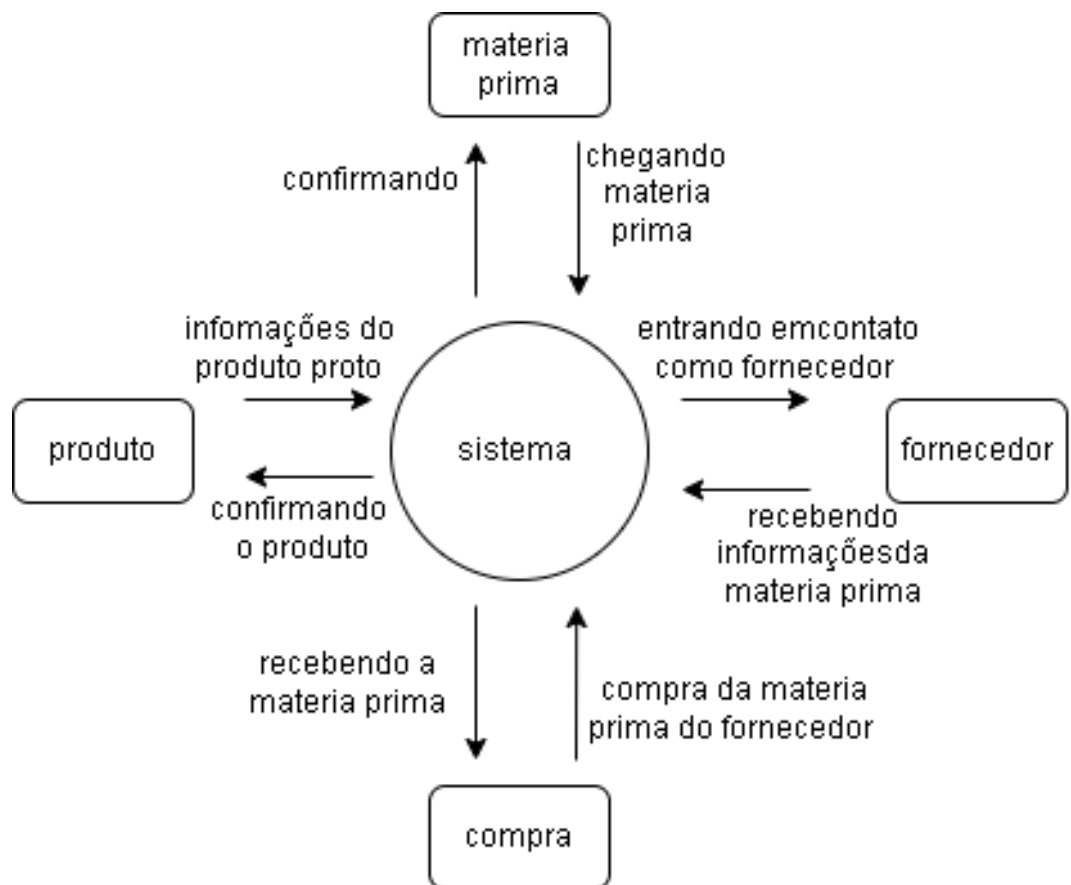 materia
prima
confirmando
chegando
materia
prima
infomações do
produto proto
entrando emcontato
como fornecedor
produto
sistema
fornecedor
confirmando
o produto
recebendo
informaçõesda
materia prima
recebendo a
materia prima
compra da materia
prima do fornecedor
compra